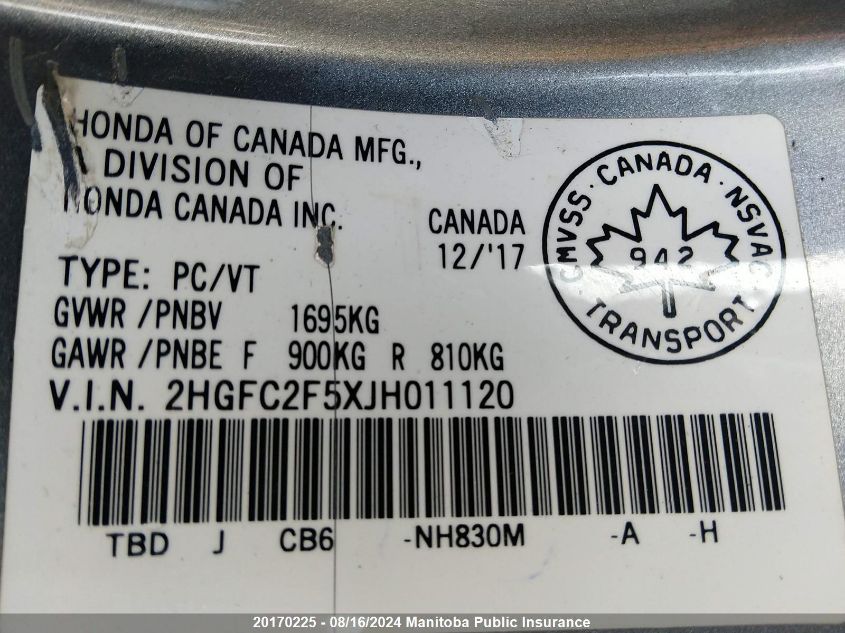 HONDA OF CANADA MFG.,
DIVISION OF
HONDA CANADA INC.
CANADA
12/'17
CMVSS · CANADA · NSVAC
942
TRANSPORT
TYPE: PC/VT
GVWR /PNBV 1695KG
GAWR /PNBE F 900KG R 810KG
V.I.N. 2HGFC2F5XJH011120
TBD J CB6 -NH830M -A -H
20170225 - 08/16/2024 Manitoba Public Insurance